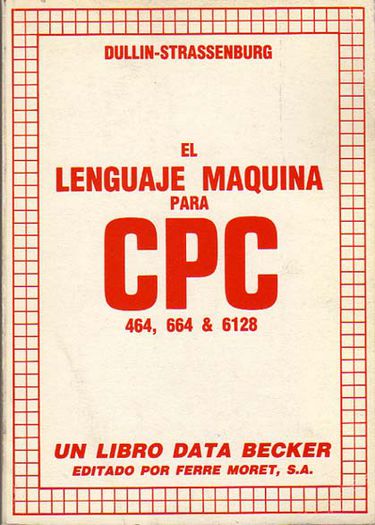 DULLIN-STRASSENBURG
EL
LENGUAJE MAQUINA
PARA
CPC
464, 664 & 6128
UN LIBRO DATA BECKER
EDITADO POR FERRE MORET, S.A.